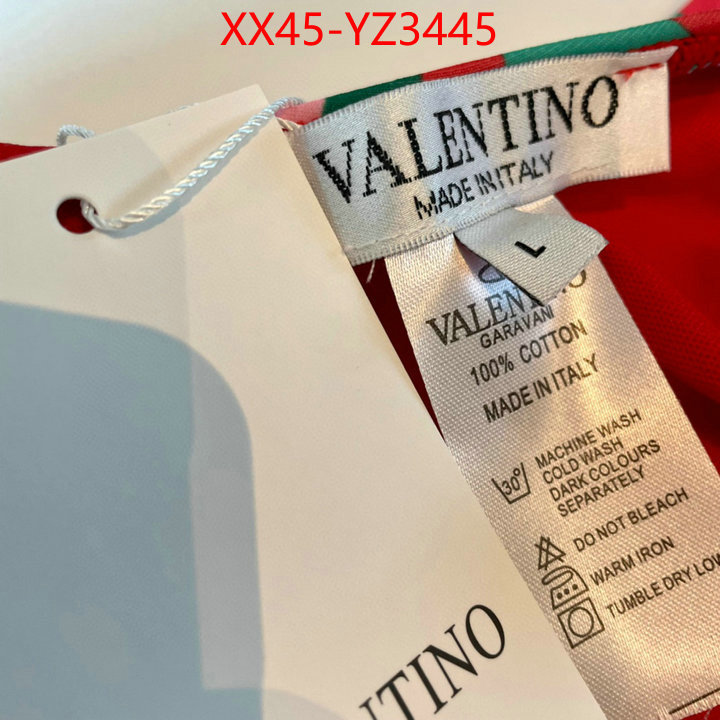 XX45-YZ3445
VALENTINO
MADE IN ITALY
L
VALENTINO
GARAVANI
100% COTTON
MADE IN ITALY
30°
MACHINE WASH
COLD WASH
DARK COLOURS
SEPARATELY
DO NOT BLEACH
WARM IRON
TUMBLE DRY LOW
TINO